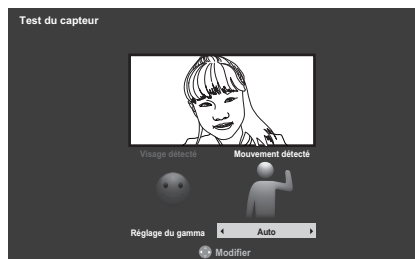 Test du capteur
Visage détecté Mouvement détecté
Réglage du gamma Auto
Modifier